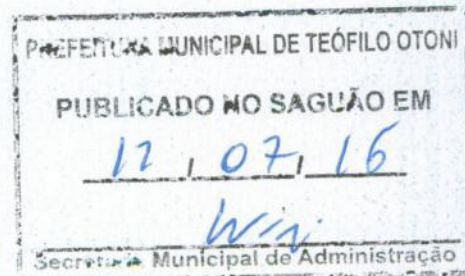 PREFEITURA MUNICIPAL DE TEÓFILO OTONI
PUBLICADO NO SAGUÃO EM
12, 07, 16
Secretaria Municipal de Administração